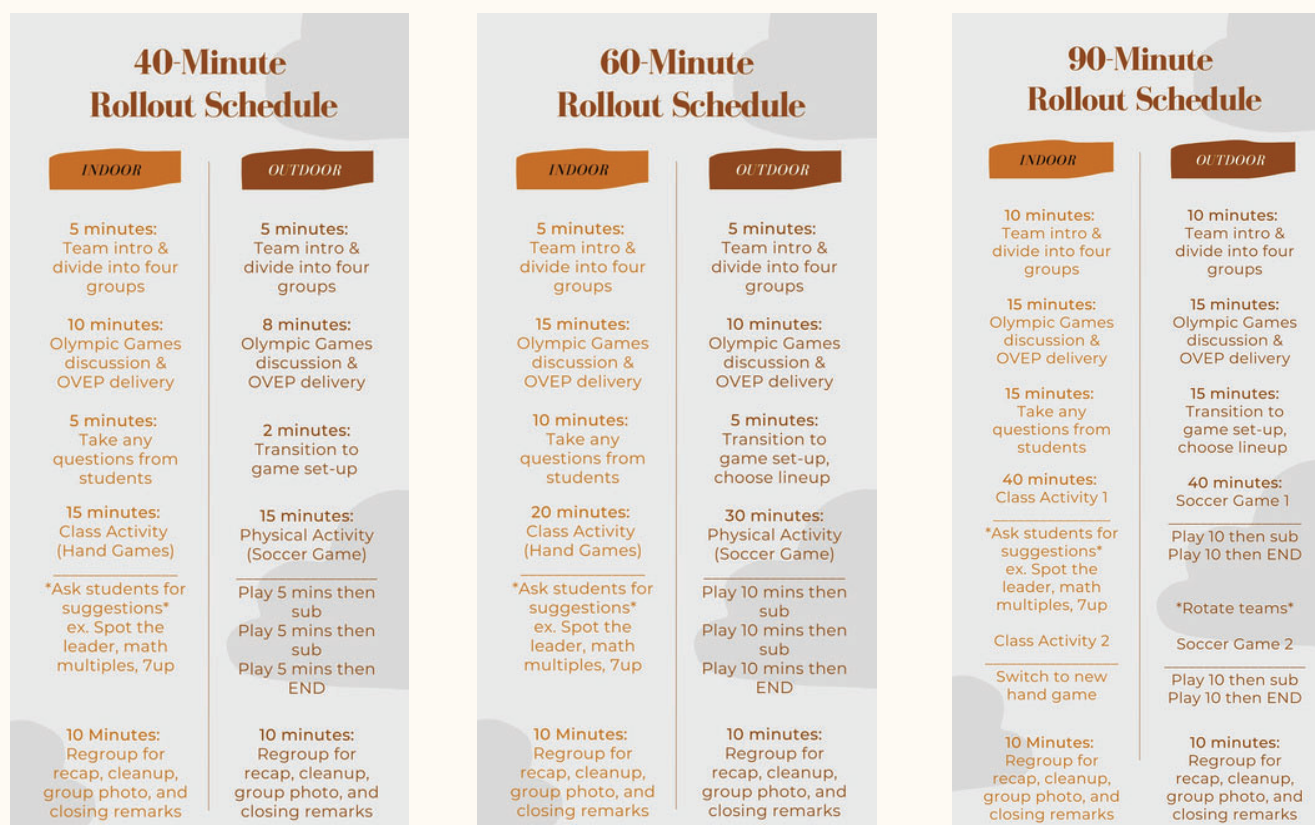 40-Minute
Rollout Schedule
INDOOR
5 minutes:
Team intro &
divide into four
groups
10 minutes:
Olympic Games
discussion &
OVEP delivery
5 minutes:
Take any
questions from
students
15 minutes:
Class Activity
(Hand Games)
*Ask students for
suggestions*
ex. Spot the
leader, math
multiples, 7up
10 Minutes:
Regroup for
recap, cleanup,
group photo, and
closing remarks
OUTDOOR
5 minutes:
Team intro &
divide into four
groups
8 minutes:
Olympic Games
discussion &
OVEP delivery
2 minutes:
Transition to
game set-up
15 minutes:
Physical Activity
(Soccer Game)
Play 5 mins then
sub
Play 5 mins then
sub
Play 5 mins then
END
10 minutes:
Regroup for
recap, cleanup,
group photo, and
closing remarks
60-Minute
Rollout Schedule
INDOOR
5 minutes:
Team intro &
divide into four
groups
15 minutes:
Olympic Games
discussion &
OVEP delivery
10 minutes:
Take any
questions from
students
20 minutes:
Class Activity
(Hand Games)
*Ask students for
suggestions*
ex. Spot the
leader, math
multiples, 7up
10 Minutes:
Regroup for
recap, cleanup,
group photo, and
closing remarks
OUTDOOR
5 minutes:
Team intro &
divide into four
groups
10 minutes:
Olympic Games
discussion &
OVEP delivery
5 minutes:
Transition to
game set-up,
choose lineup
30 minutes:
Physical Activity
(Soccer Game)
Play 10 mins then
sub
Play 10 mins then
sub
Play 10 mins then
END
10 minutes:
Regroup for
recap, cleanup,
group photo, and
closing remarks
90-Minute
Rollout Schedule
INDOOR
10 minutes:
Team intro &
divide into four
groups
15 minutes:
Olympic Games
discussion &
OVEP delivery
15 minutes:
Take any
questions from
students
40 minutes:
Class Activity 1
*Ask students for
suggestions*
ex. Spot the
leader, math
multiples, 7up
Class Activity 2
Switch to new
hand game
10 Minutes:
Regroup for
recap, cleanup,
group photo, and
closing remarks
OUTDOOR
10 minutes:
Team intro &
divide into four
groups
15 minutes:
Olympic Games
discussion &
OVEP delivery
15 minutes:
Transition to
game set-up,
choose lineup
40 minutes:
Soccer Game 1
Play 10 then sub
Play 10 then END
*Rotate teams*
Soccer Game 2
Play 10 then sub
Play 10 then END
10 minutes:
Regroup for
recap, cleanup,
group photo, and
closing remarks